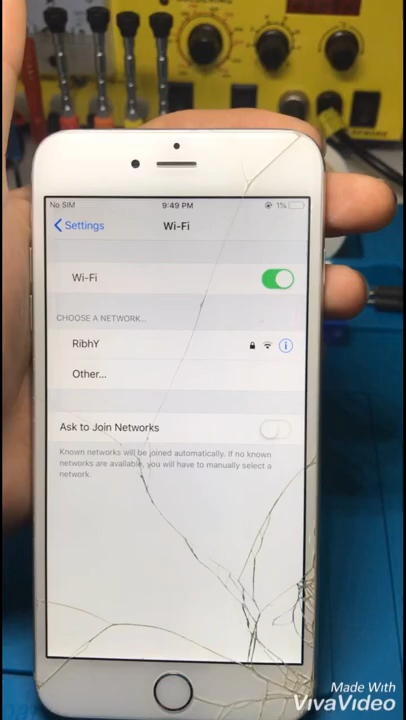 No SIM
9:49 PM
1%
Settings
Wi-Fi
Wi-Fi
CHOOSE A NETWORK...
RibhY
Other...
Ask to Join Networks
Known networks will be joined automatically. If no known
networks are available, you will have to manually select a
network.
Made With
VivaVideo